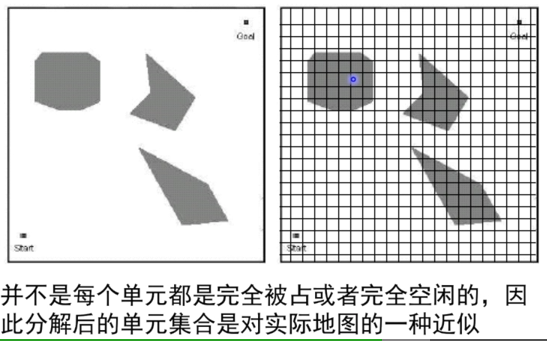 Goal
Goal
Start
Start
并不是每个单元都是完全被占或者完全空闲的，因
此分解后的单元集合是对实际地图的一种近似